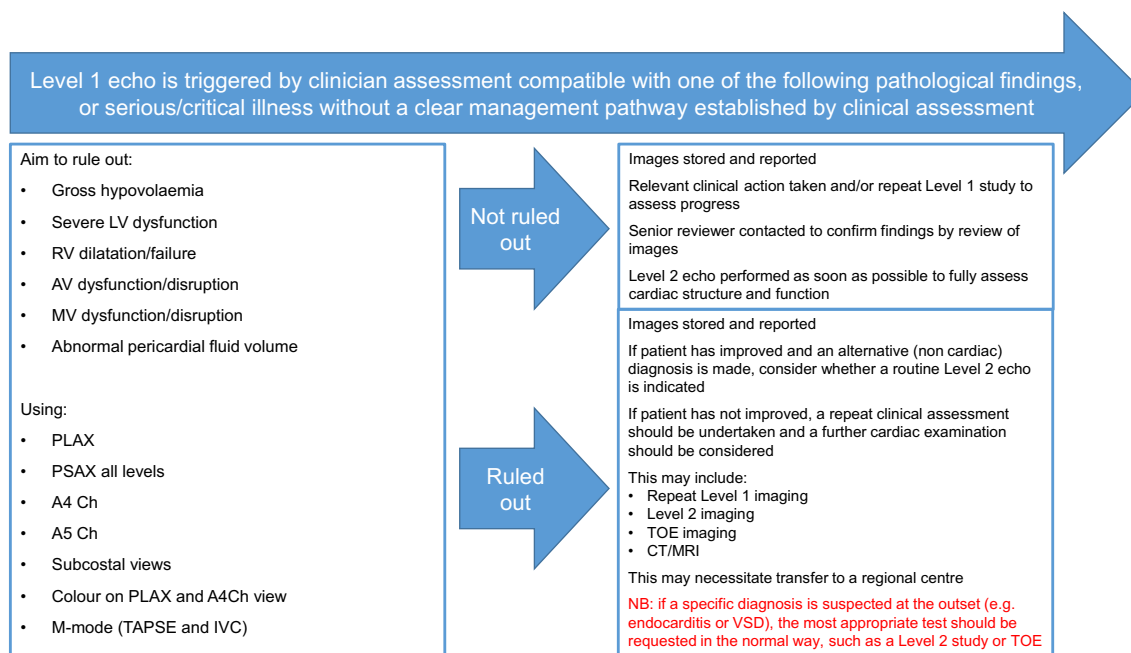 Level 1 echo is triggered by clinician assessment compatible with one of the following pathological findings,
or serious/critical illness without a clear management pathway established by clinical assessment
Aim to rule out:
• Gross hypovolaemia
• Severe LV dysfunction
• RV dilatation/failure
• AV dysfunction/disruption
• MV dysfunction/disruption
• Abnormal pericardial fluid volume
Using:
• PLAX
• PSAX all levels
• A4 Ch
• A5 Ch
• Subcostal views
• Colour on PLAX and A4Ch view
• M-mode (TAPSE and IVC)
Not ruled
out
Images stored and reported
Relevant clinical action taken and/or repeat Level 1 study to
assess progress
Senior reviewer contacted to confirm findings by review of
images
Level 2 echo performed as soon as possible to fully assess
cardiac structure and function
Ruled
out
Images stored and reported
If patient has improved and an alternative (non cardiac)
diagnosis is made, consider whether a routine Level 2 echo
is indicated
If patient has not improved, a repeat clinical assessment
should be undertaken and a further cardiac examination
should be considered
This may include:
• Repeat Level 1 imaging
• Level 2 imaging
• TOE imaging
• CT/MRI
This may necessitate transfer to a regional centre
NB: if a specific diagnosis is suspected at the outset (e.g.
endocarditis or VSD), the most appropriate test should be
requested in the normal way, such as a Level 2 study or TOE